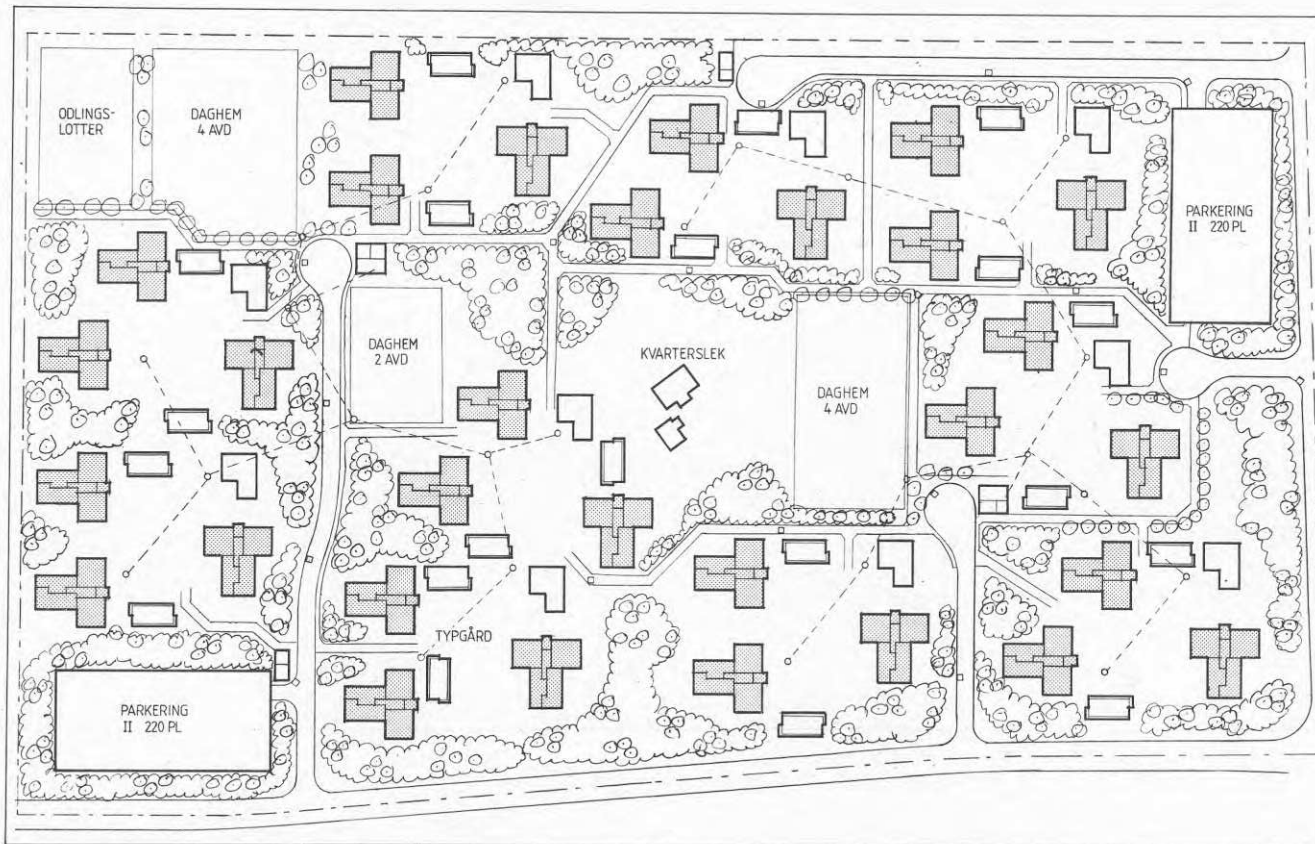 ODLINGS-
LOTTER
DAGHEM
4 AVD
PARKERING
II 220 PL
DAGHEM
2 AVD
KVARTERSLEK
DAGHEM
4 AVD
TYPGÅRD
PARKERING
II 220 PL